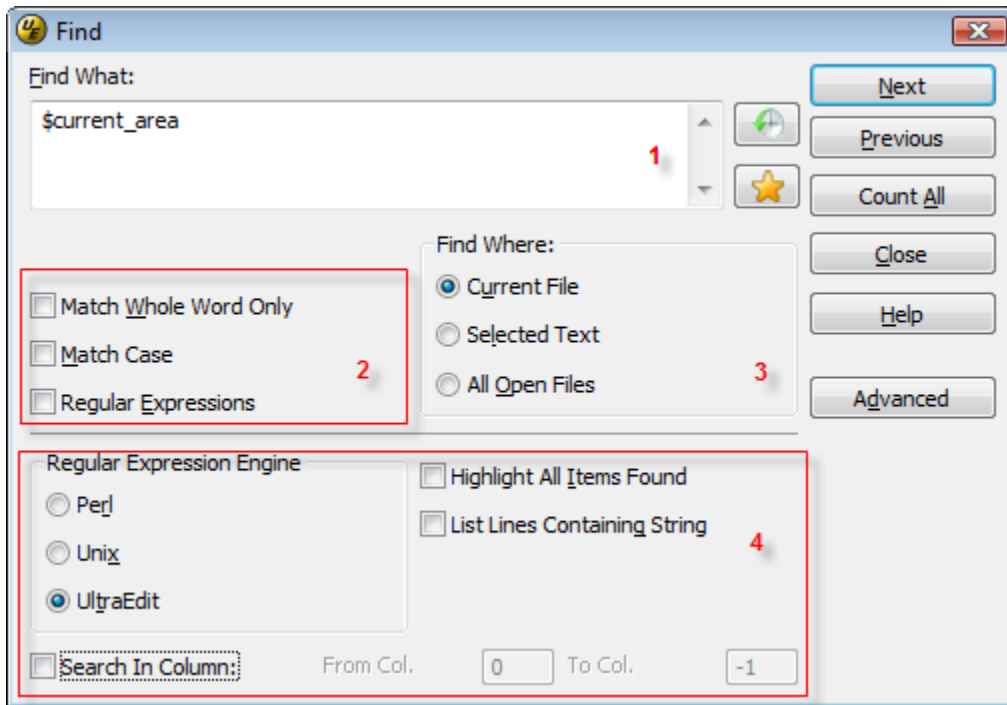 UE Find
Find What:
Next
$current_area
1
Previous
Count All
Find Where:
Close
Current File
Match Whole Word Only
Help
Selected Text
Match Case
2
3
All Open Files
Regular Expressions
Advanced
Regular Expression Engine
Highlight All Items Found
Perl
List Lines Containing String
4
Unix
UltraEdit
Search In Column: From Col. 0 To Col. -1